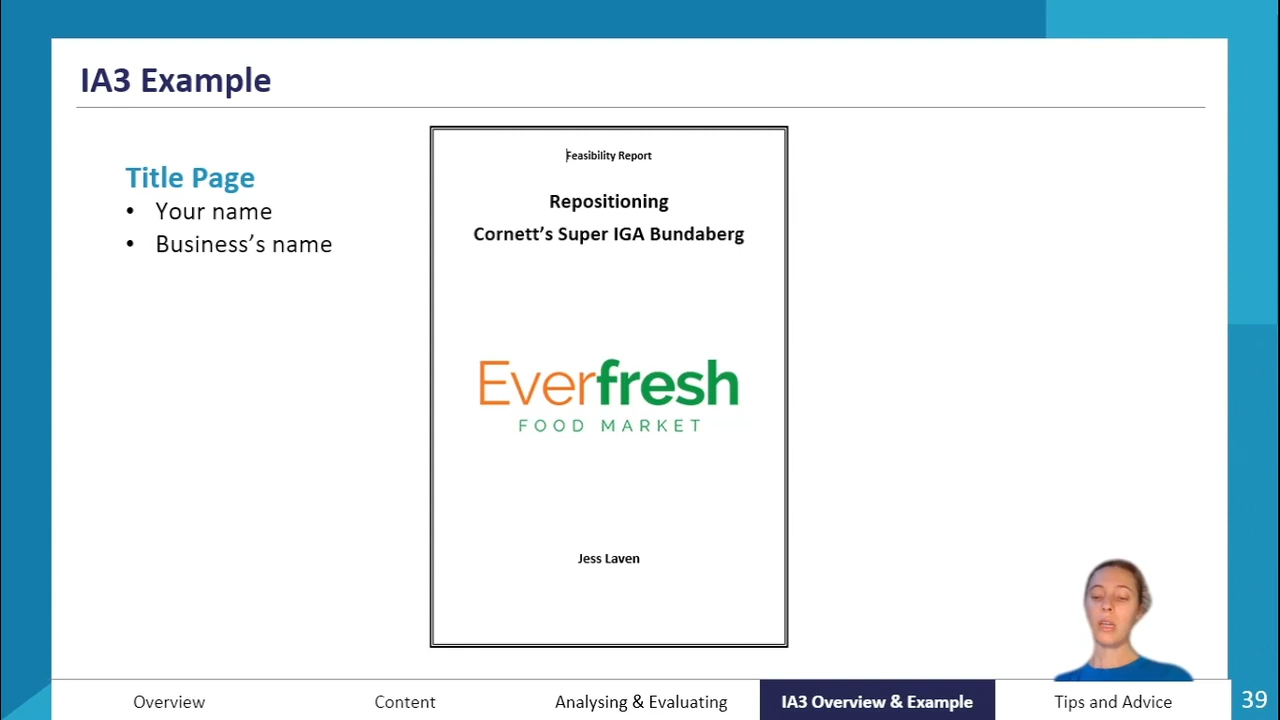 IA3 Example
Title Page
• Your name
• Business’s name
Feasibility Report
Repositioning
Cornett’s Super IGA Bundaberg
Everfresh
FOOD MARKET
Jess Laven
Overview
Content
Analysing & Evaluating
IA3 Overview & Example
Tips and Advice
39